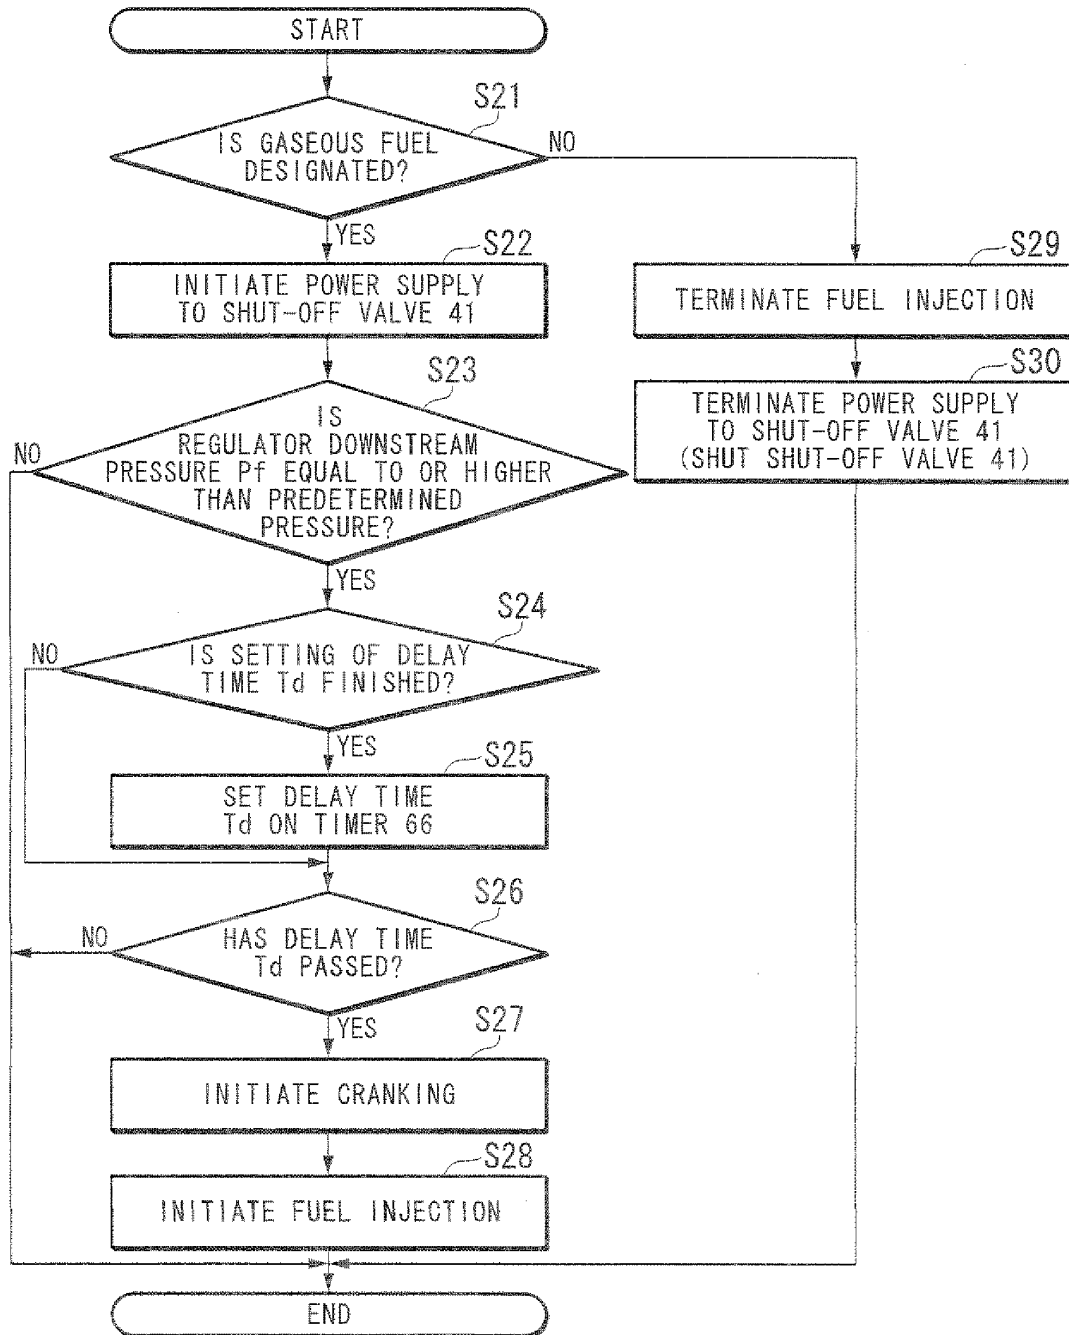 START
S21
IS GASEOUS FUEL
DESIGNATED?
NO
YES
S22
INITIATE POWER SUPPLY
TO SHUT-OFF VALVE 41
S29
TERMINATE FUEL INJECTION
S23
IS
REGULATOR DOWNSTREAM
PRESSURE Pf EQUAL TO OR HIGHER
THAN PREDETERMINED
PRESSURE?
NO
YES
S30
TERMINATE POWER SUPPLY
TO SHUT-OFF VALVE 41
(SHUT SHUT-OFF VALVE 41)
S24
NO
IS SETTING OF DELAY
TIME Td FINISHED?
YES
S25
SET DELAY TIME
Td ON TIMER 66
S26
NO
HAS DELAY TIME
Td PASSED?
YES
S27
INITIATE CRANKING
S28
INITIATE FUEL INJECTION
END